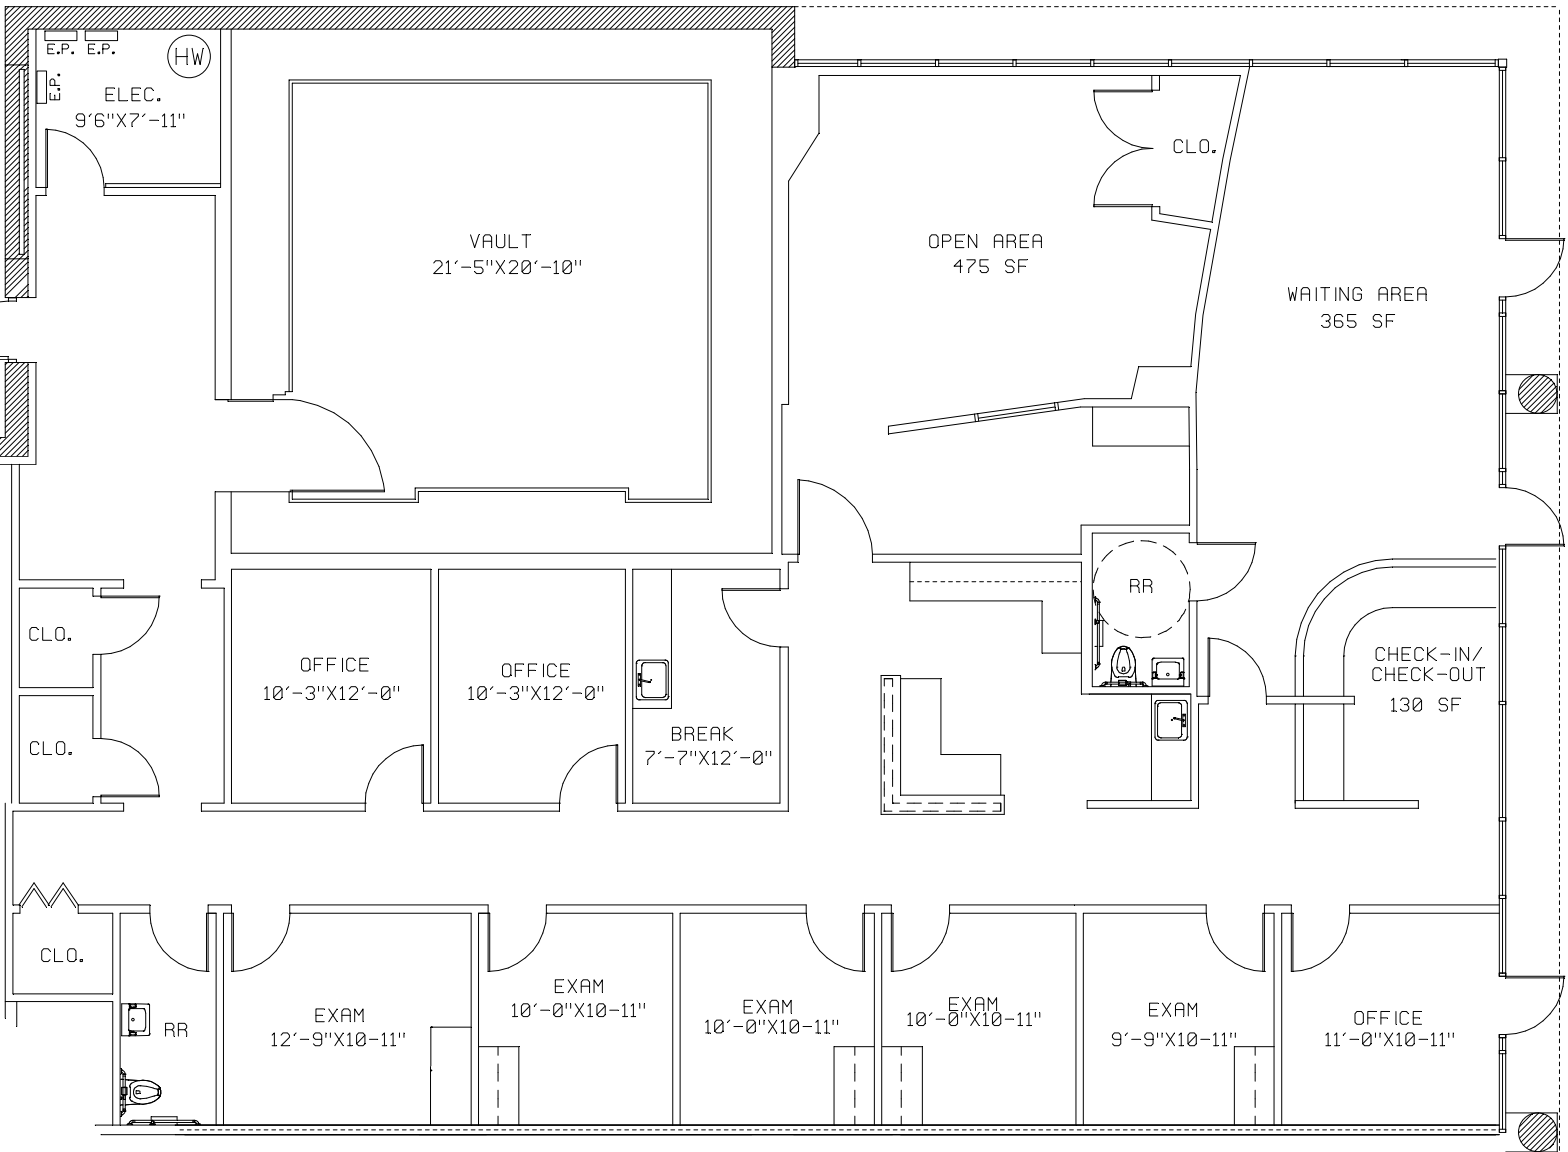 E.P. E.P.
HW
E.P.
ELEC.
9'6"X7'-11"
CLO.
VAULT
21'-5"X20'-10"
OPEN AREA
475 SF
WAITING AREA
365 SF
RR
CLO.
OFFICE
10'-3"X12'-0"
OFFICE
10'-3"X12'-0"
CHECK-IN/
CHECK-OUT
130 SF
CLO.
BREAK
7'-7"X12'-0"
CLO.
RR
EXAM
12'-9"X10-11"
EXAM
10'-0"X10-11"
EXAM
10'-0"X10-11"
EXAM
10'-0"X10-11"
EXAM
9'-9"X10-11"
OFFICE
11'-0"X10-11"